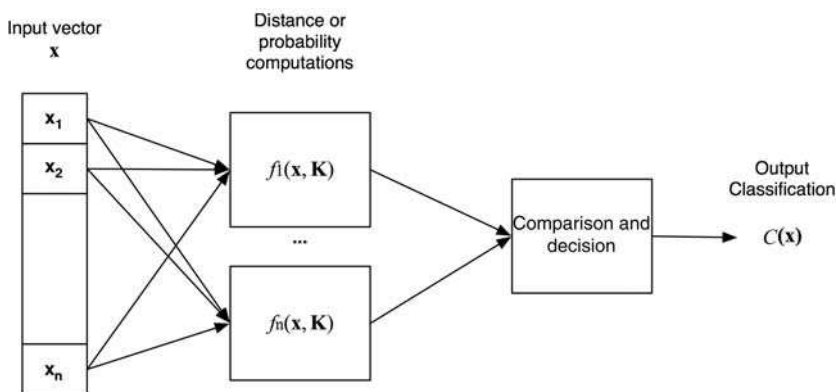 Input vector
x
x1
x2
xn
Distance or
probability
computations
f1(x, K)
...
fn(x, K)
Comparison and
decision
Output
Classification
C(x)